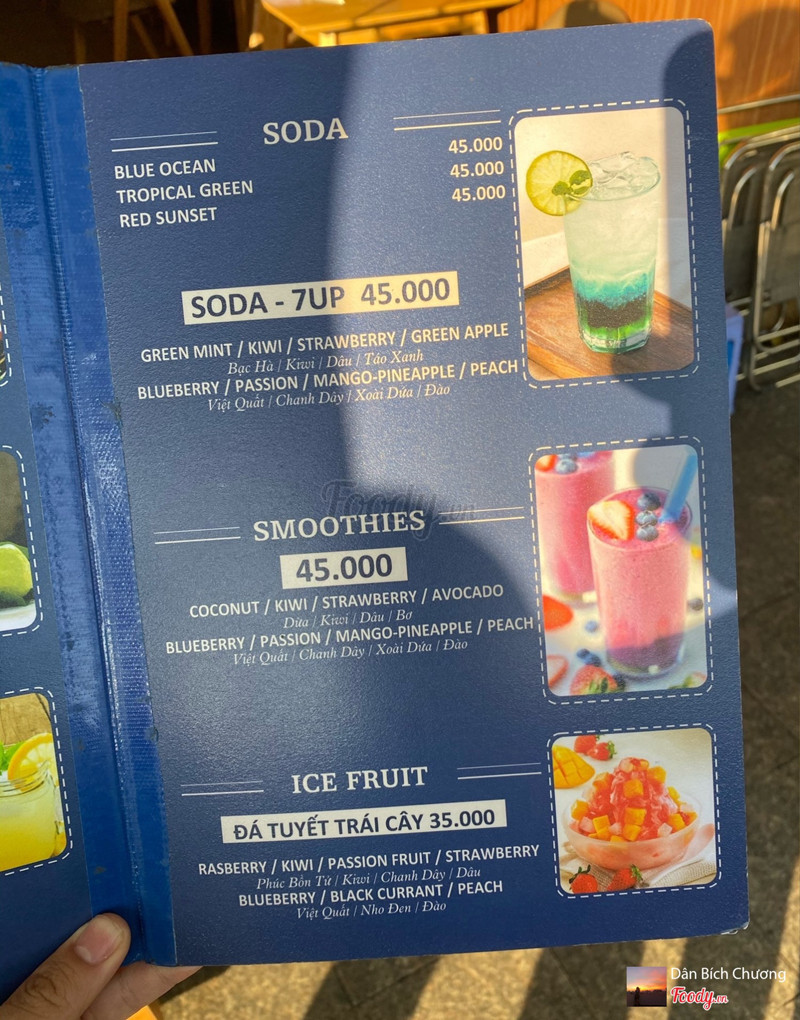 SODA
BLUE OCEAN 45.000
TROPICAL GREEN 45.000
RED SUNSET 45.000
SODA - 7UP 45.000
GREEN MINT / KIWI / STRAWBERRY / GREEN APPLE
Bạc Hà / Kiwi / Dâu / Táo Xanh
BLUEBERRY / PASSION / MANGO-PINEAPPLE / PEACH
Việt Quất / Chanh Dây / Xoài Dứa / Đào
Foody.vn
SMOOTHIES
45.000
COCONUT / KIWI / STRAWBERRY / AVOCADO
Dừa / Kiwi / Dâu / Bơ
BLUEBERRY / PASSION / MANGO-PINEAPPLE / PEACH
Việt Quất / Chanh Dây / Xoài Dứa / Đào
ICE FRUIT
ĐÁ TUYẾT TRÁI CÂY 35.000
RASBERRY / KIWI / PASSION FRUIT / STRAWBERRY
Phúc Bồn Tử / Kiwi / Chanh Dây / Dâu
BLUEBERRY / BLACK CURRANT / PEACH
Việt Quất / Nho Đen / Đào
Dân Bích Chương
Foody.vn